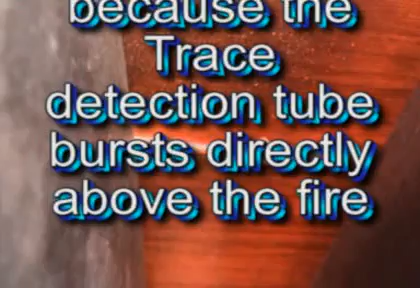 because the
Trace
detection tube
bursts directly
above the fire